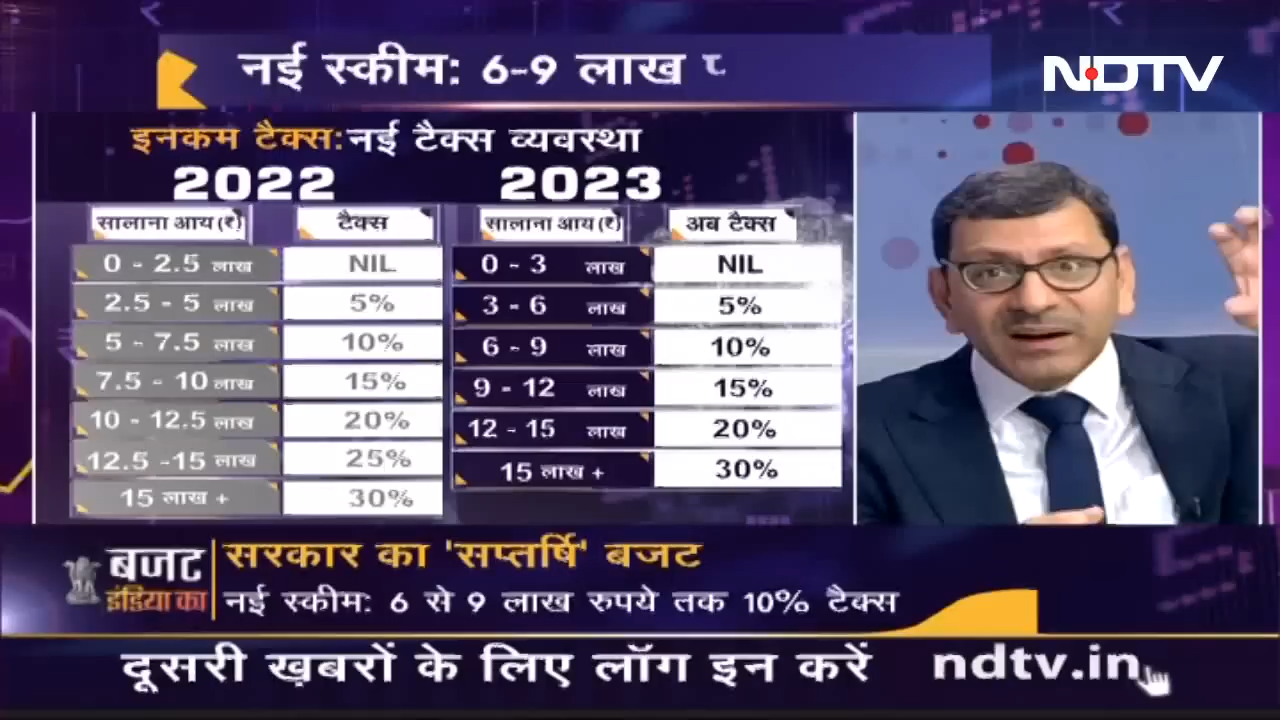 नई स्कीम: 6-9 लाख
NDTV
इनकम टैक्स: नई टैक्स व्यवस्था
2022 2023
सालाना आय (₹) टैक्स सालाना आय (₹) अब टैक्स
0 - 2.5 लाख NIL 0 - 3 लाख NIL
2.5 - 5 लाख 5% 3 - 6 लाख 5%
5 - 7.5 लाख 10% 6 - 9 लाख 10%
7.5 - 10 लाख 15% 9 - 12 लाख 15%
10 - 12.5 लाख 20% 12 - 15 लाख 20%
12.5 -15 लाख 25% 15 लाख + 30%
15 लाख + 30%
बजट इंडिया का
सरकार का 'सप्तर्षि' बजट
नई स्कीम: 6 से 9 लाख रुपये तक 10% टैक्स
दूसरी ख़बरों के लिए लॉग इन करें ndtv.in